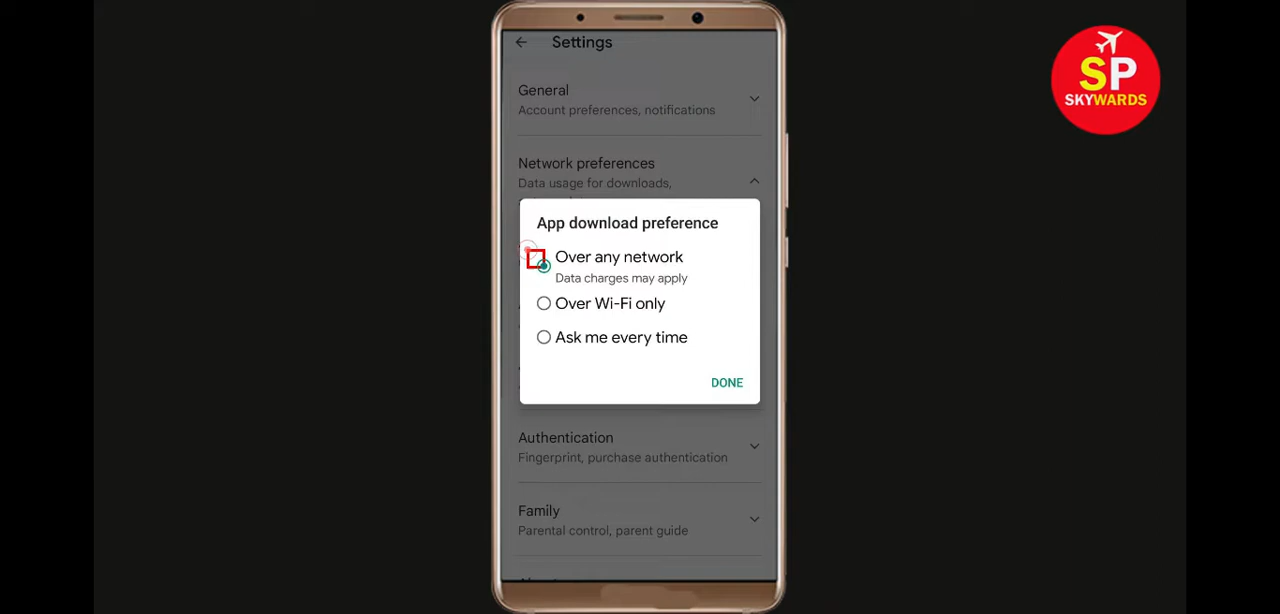 Settings
SP
SKYWARDS
General
Account preferences, notifications
Network preferences
Data usage for downloads,
App download preference
Over any network
Data charges may apply
Over Wi-Fi only
Ask me every time
DONE
Authentication
Fingerprint, purchase authentication
Family
Parental control, parent guide